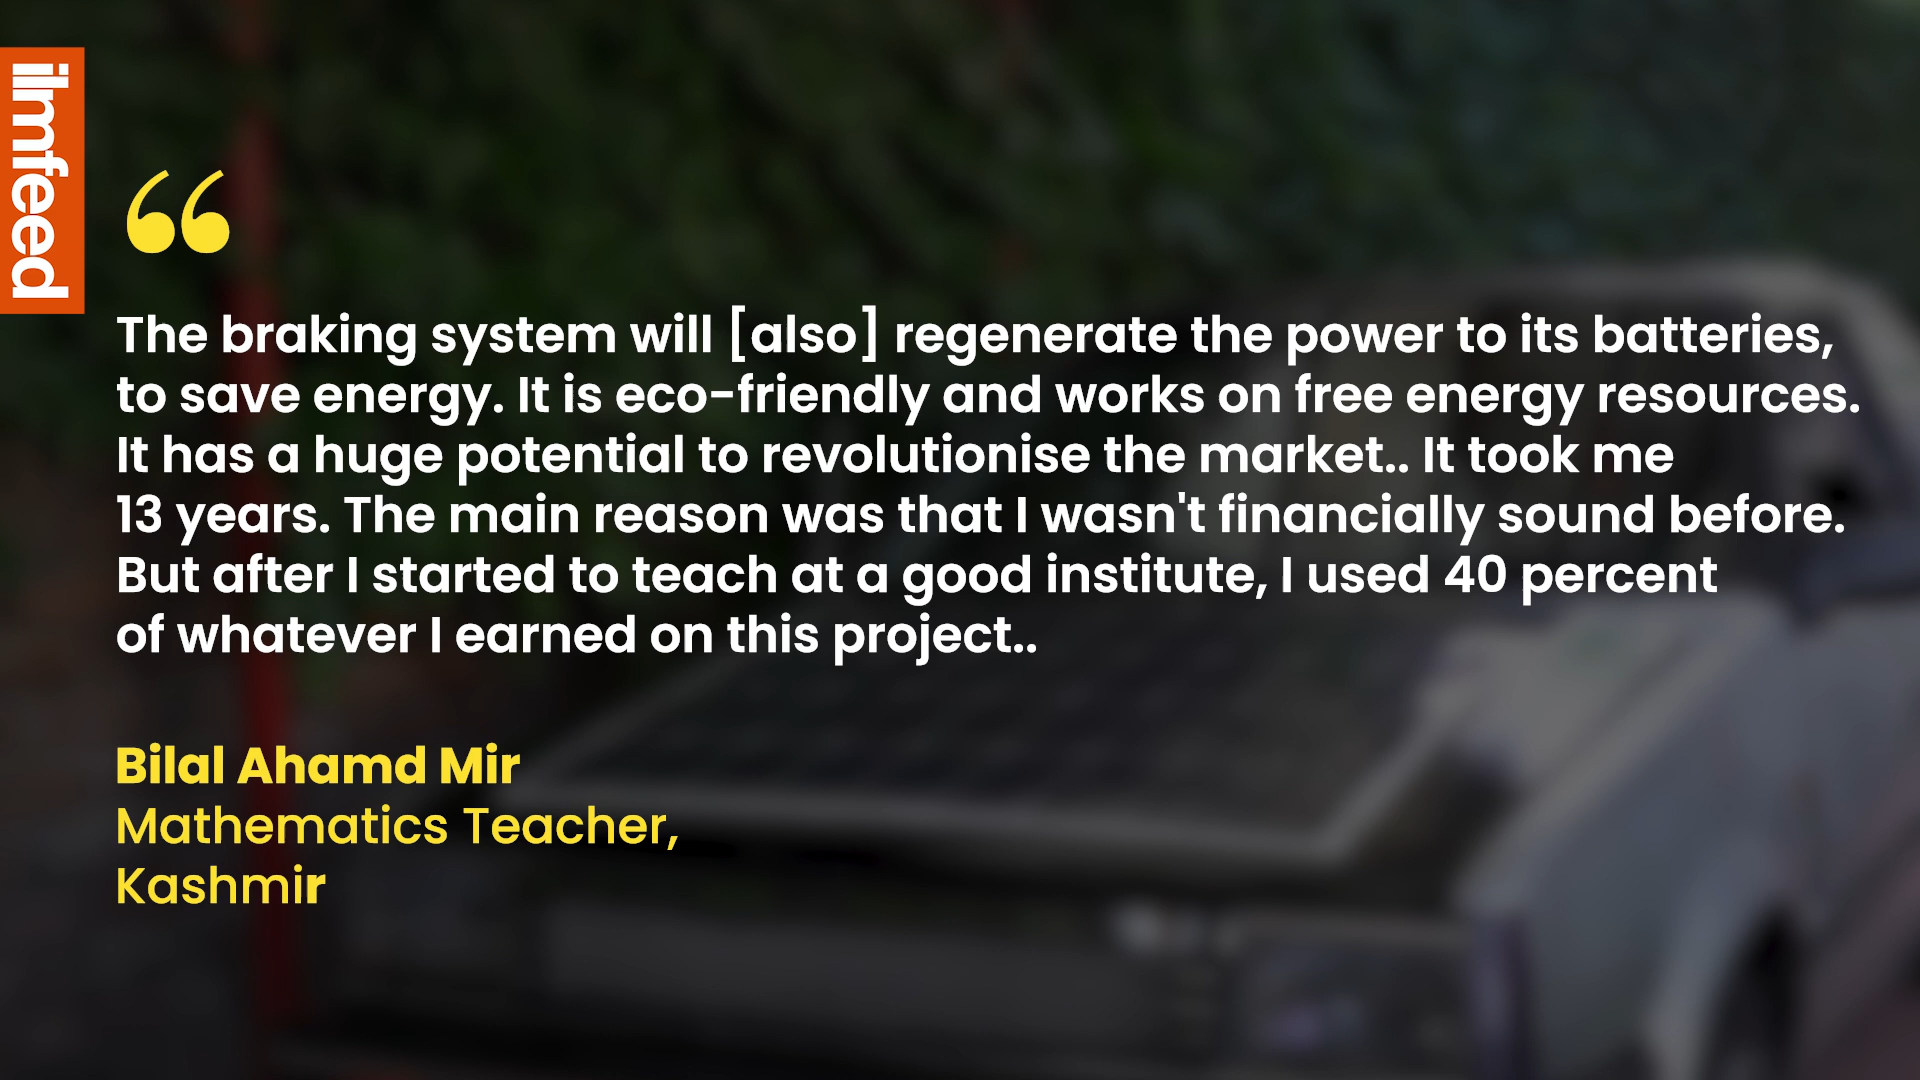 ilmfeed
“
The braking system will [also] regenerate the power to its batteries,
to save energy. It is eco-friendly and works on free energy resources.
It has a huge potential to revolutionise the market.. It took me
13 years. The main reason was that I wasn't financially sound before.
But after I started to teach at a good institute, I used 40 percent
of whatever I earned on this project..
Bilal Ahamd Mir
Mathematics Teacher,
Kashmir